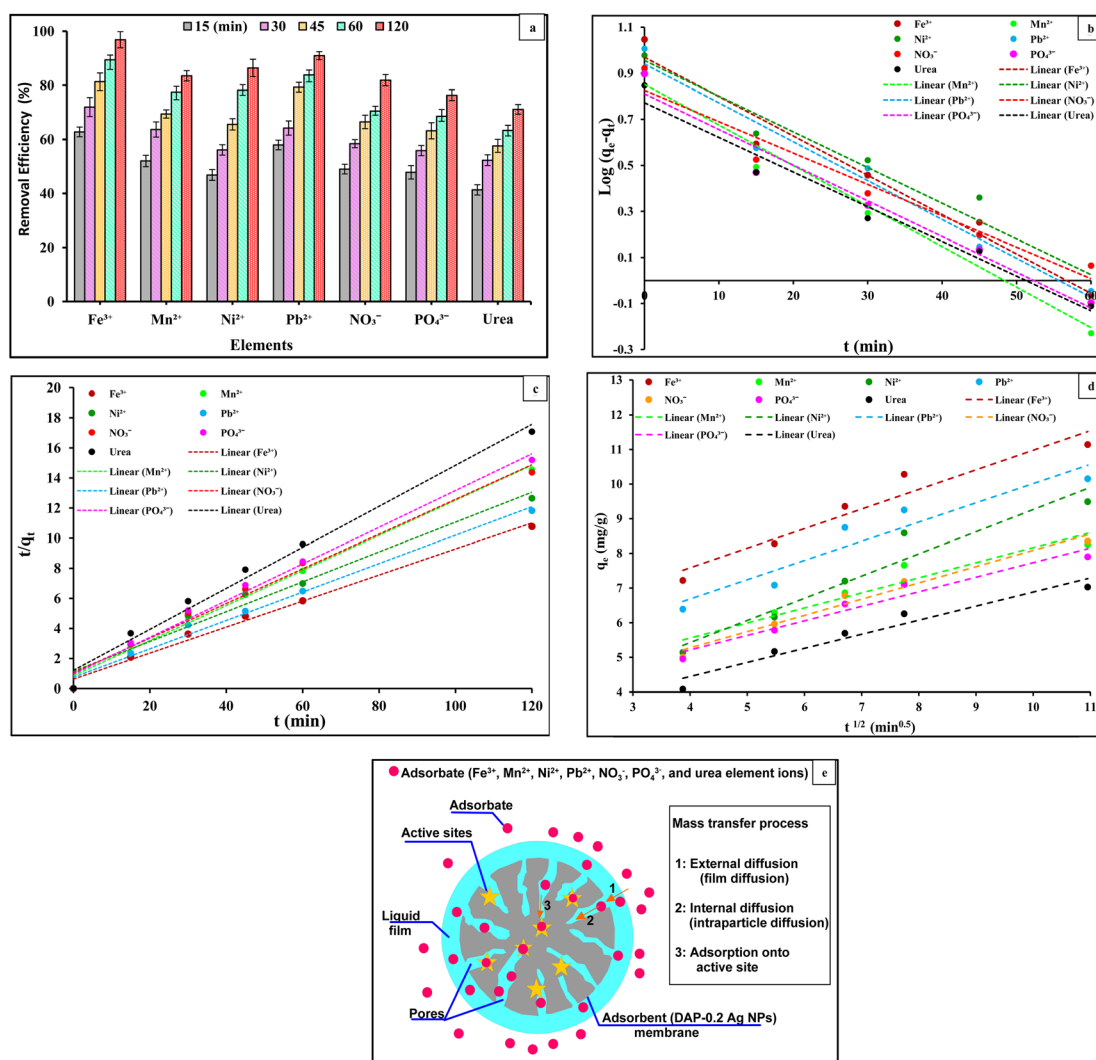 15 (min) 30 45 60 120
a
Removal Efficiency (%)
100
80
60
40
20
0
Fe³⁺ Mn²⁺ Ni²⁺ Pb²⁺ NO₃⁻ PO₄³⁻ Urea
Elements
b
Fe³⁺ Mn²⁺
Ni²⁺ Pb²⁺
NO₃⁻ PO₄³⁻
Urea Linear (Fe³⁺)
Linear (Mn²⁺) Linear (Ni²⁺)
Linear (Pb²⁺) Linear (NO₃⁻)
Linear (PO₄³⁻) Linear (Urea)
Log (qₑ-qₜ)
1.1
0.9
0.7
0.5
0.3
0.1
-0.1
-0.3
0 10 20 30 40 50 60
t (min)
c
Fe³⁺ Mn²⁺
Ni²⁺ Pb²⁺
NO₃⁻ PO₄³⁻
Urea Linear (Fe³⁺)
Linear (Mn²⁺) Linear (Ni²⁺)
Linear (Pb²⁺) Linear (NO₃⁻)
Linear (PO₄³⁻) Linear (Urea)
t/qₜ
20
18
16
14
12
10
8
6
4
2
0
0 20 40 60 80 100 120
t (min)
d
Fe³⁺ Mn²⁺ Ni²⁺ Pb²⁺
NO₃⁻ PO₄³⁻ Urea Linear (Fe³⁺)
Linear (Mn²⁺) Linear (Ni²⁺) Linear (Pb²⁺) Linear (NO₃⁻)
Linear (PO₄³⁻) Linear (Urea)
qₑ (mg/g)
13
12
11
10
9
8
7
6
5
4
3 4 5 6 7 8 9 10 11
t ¹/² (min⁰·⁵)
Adsorbate (Fe³⁺, Mn²⁺, Ni²⁺, Pb²⁺, NO₃⁻, PO₄³⁻, and urea element ions)
e
Adsorbate
Active sites
Liquid
film
Pores
1
2
3
Adsorbent (DAP-0.2 Ag NPs)
membrane
Mass transfer process
1: External diffusion
(film diffusion)
2: Internal diffusion
(intraparticle diffusion)
3: Adsorption onto
active site